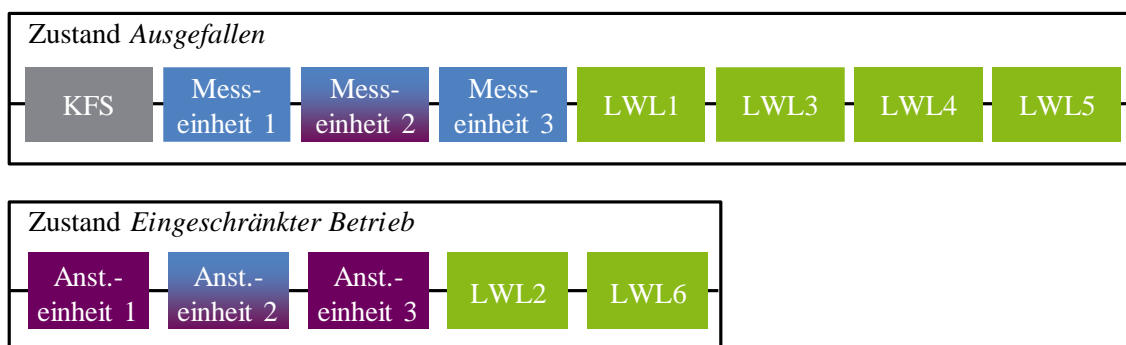 Zustand Ausgefallen
KFS
Mess-
einheit 1
Mess-
einheit 2
Mess-
einheit 3
LWL1
LWL3
LWL4
LWL5
Zustand Eingeschränkter Betrieb
Anst.-
einheit 1
Anst.-
einheit 2
Anst.-
einheit 3
LWL2
LWL6